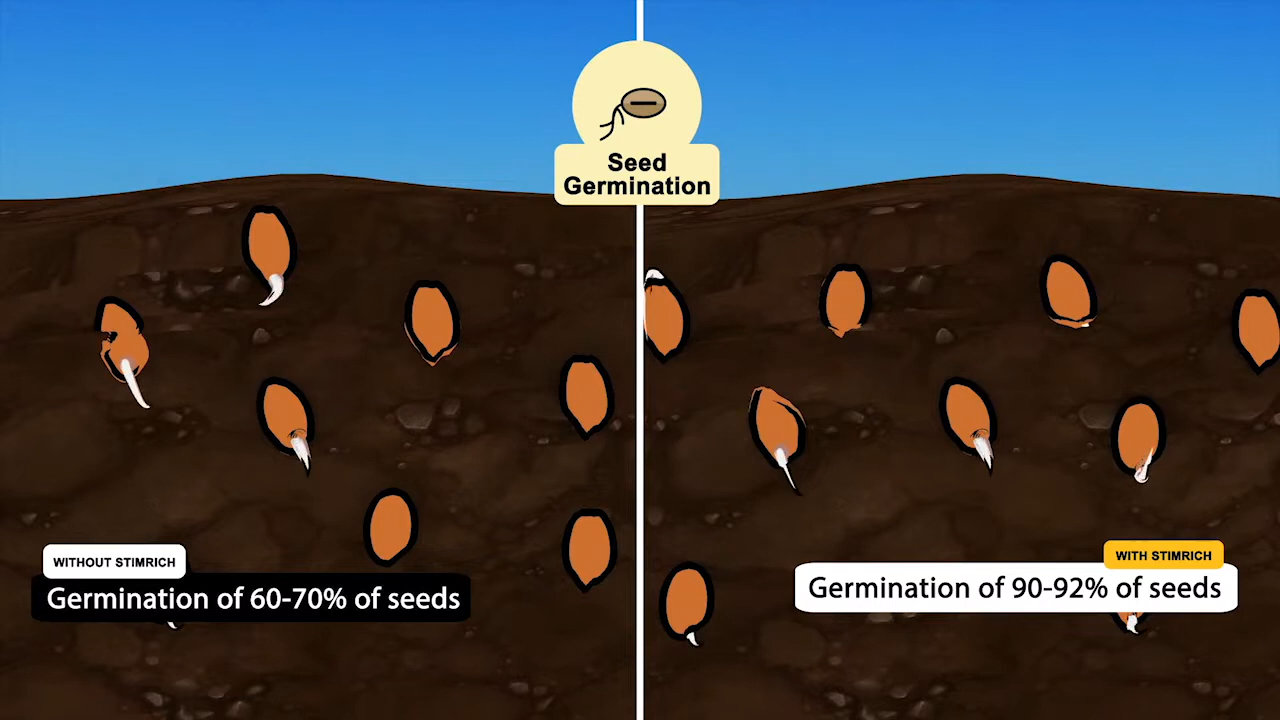 Seed
Germination
WITHOUT STIMRICH
Germination of 60-70% of seeds
WITH STIMRICH
Germination of 90-92% of seeds